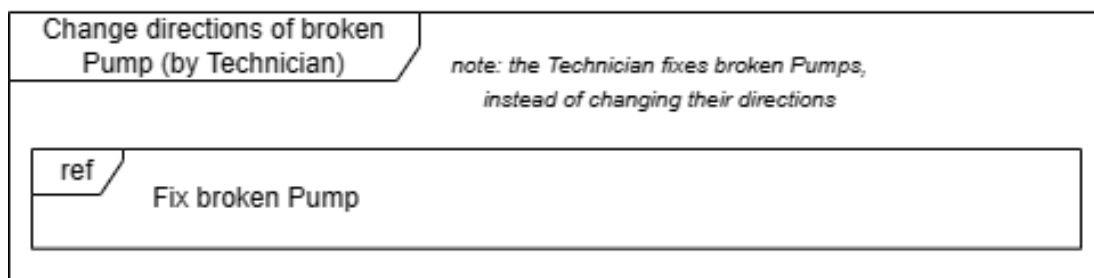 Change directions of broken
Pump (by Technician)
note: the Technician fixes broken Pumps,
instead of changing their directions
ref
Fix broken Pump